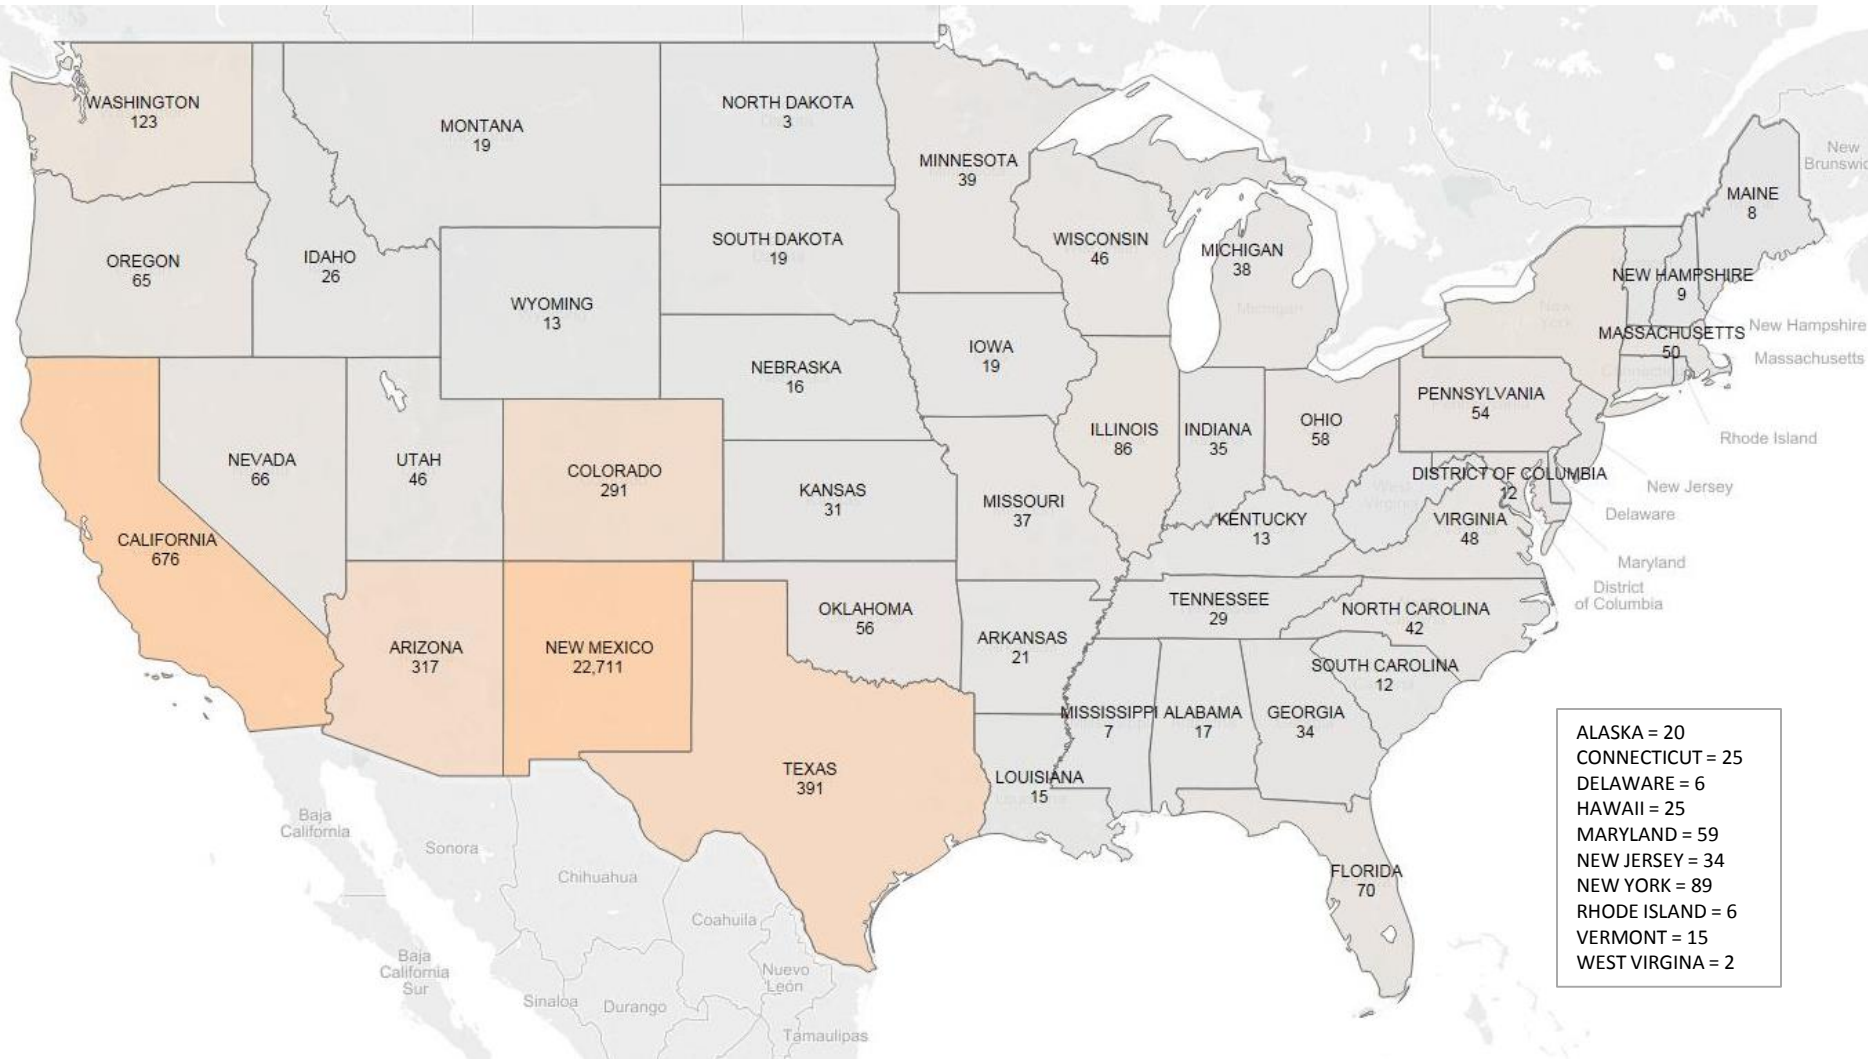 WASHINGTON
123
MONTANA
19
NORTH DAKOTA
3
MINNESOTA
39
New
Brunswic
MAINE
8
OREGON
65
IDAHO
26
SOUTH DAKOTA
19
WISCONSIN
46
MICHIGAN
38
Michigan
NEW HAMPSHIRE
9
New Hampshire
WYOMING
13
New
York
MASSACHUSETTS
50
Massachusetts
IOWA
19
NEBRASKA
16
PENNSYLVANIA
54
ILLINOIS
86
INDIANA
35
OHIO
58
Rhode Island
NEVADA
66
UTAH
46
COLORADO
291
KANSAS
31
MISSOURI
37
West
Virginia
DISTRICT OF COLUMBIA
12
New Jersey
Delaware
KENTUCKY
13
VIRGINIA
48
CALIFORNIA
676
Maryland
District
of Columbia
TENNESSEE
29
NORTH CAROLINA
42
OKLAHOMA
56
ARKANSAS
21
ARIZONA
317
NEW MEXICO
22,711
SOUTH CAROLINA
12
MISSISSIPPI
7
ALABAMA
17
GEORGIA
34
TEXAS
391
LOUISIANA
15
FLORIDA
70
Baja
California
Sonora
Chihuahua
Coahuila
Baja
California
Sur
Nuevo
León
Sinaloa
Durango
Tamaulipas
ALASKA = 20
CONNECTICUT = 25
DELAWARE = 6
HAWAII = 25
MARYLAND = 59
NEW JERSEY = 34
NEW YORK = 89
RHODE ISLAND = 6
VERMONT = 15
WEST VIRGINA = 2